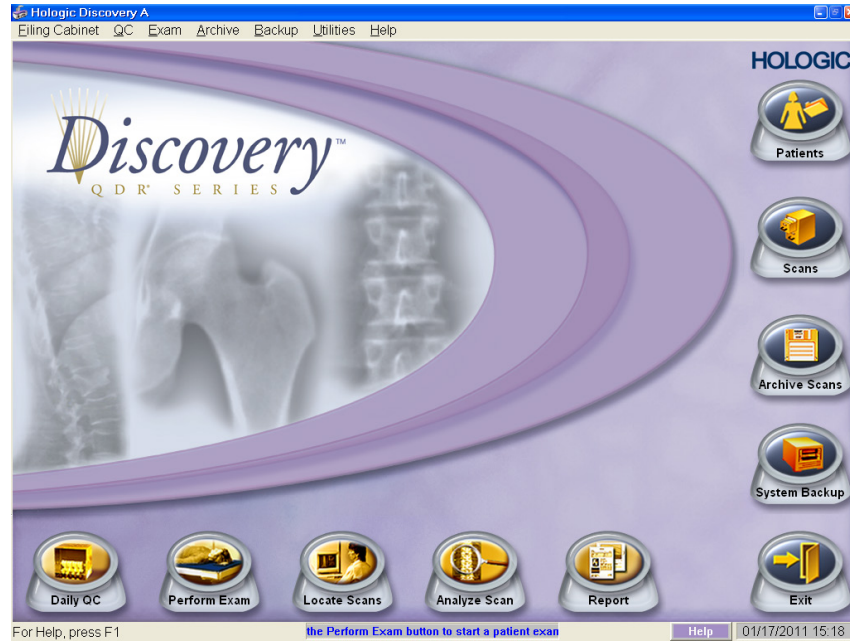 Hologic Discovery A
Filing Cabinet QC Exam Archive Backup Utilities Help
HOLOGIC
Discovery™
QDR® SERIES
Patients
Scans
Archive Scans
System Backup
Daily QC Perform Exam Locate Scans Analyze Scan Report Exit
For Help, press F1 the Perform Exam button to start a patient exan Help 01/17/2011 15:18